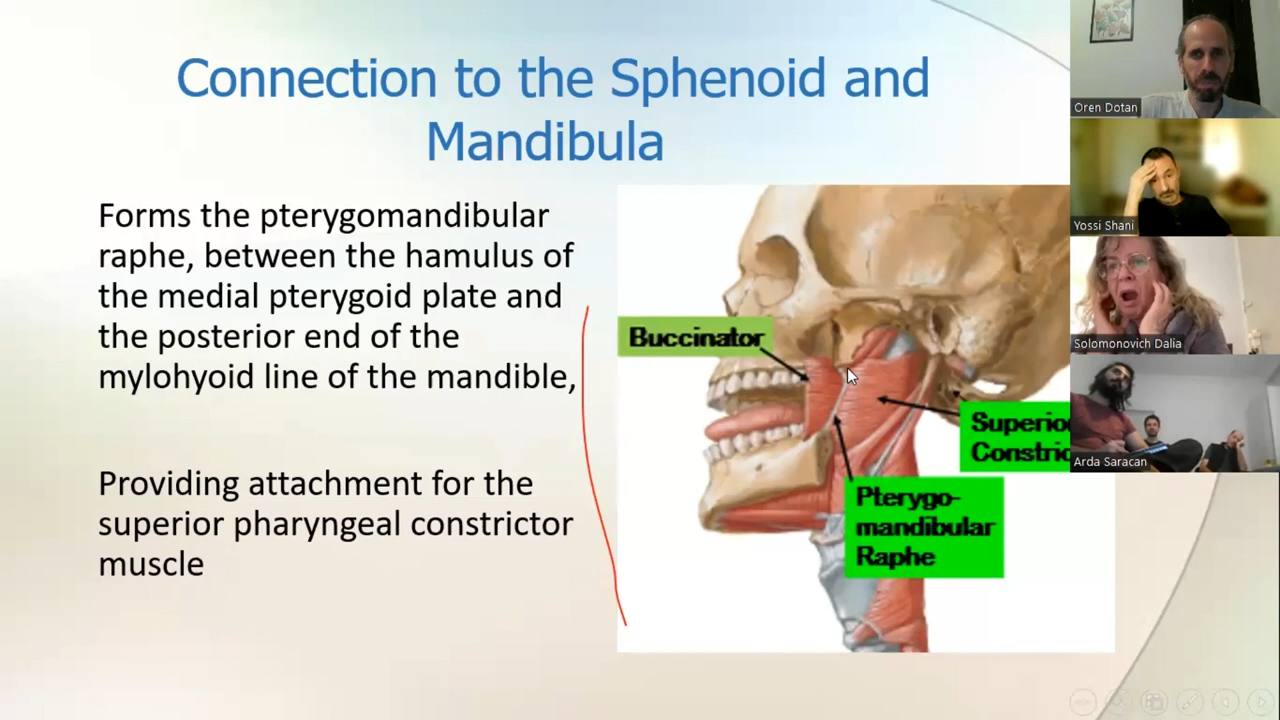 Connection to the Sphenoid and
Mandibula
Forms the pterygomandibular
raphe, between the hamulus of
the medial pterygoid plate and
the posterior end of the
mylohyoid line of the mandible,
Providing attachment for the
superior pharyngeal constrictor
muscle
Buccinator
Superio
Constric
Pterygo-
mandibular
Raphe
Oren Dotan
Yossi Shani
Solomonovich Dalia
Arda Saracan